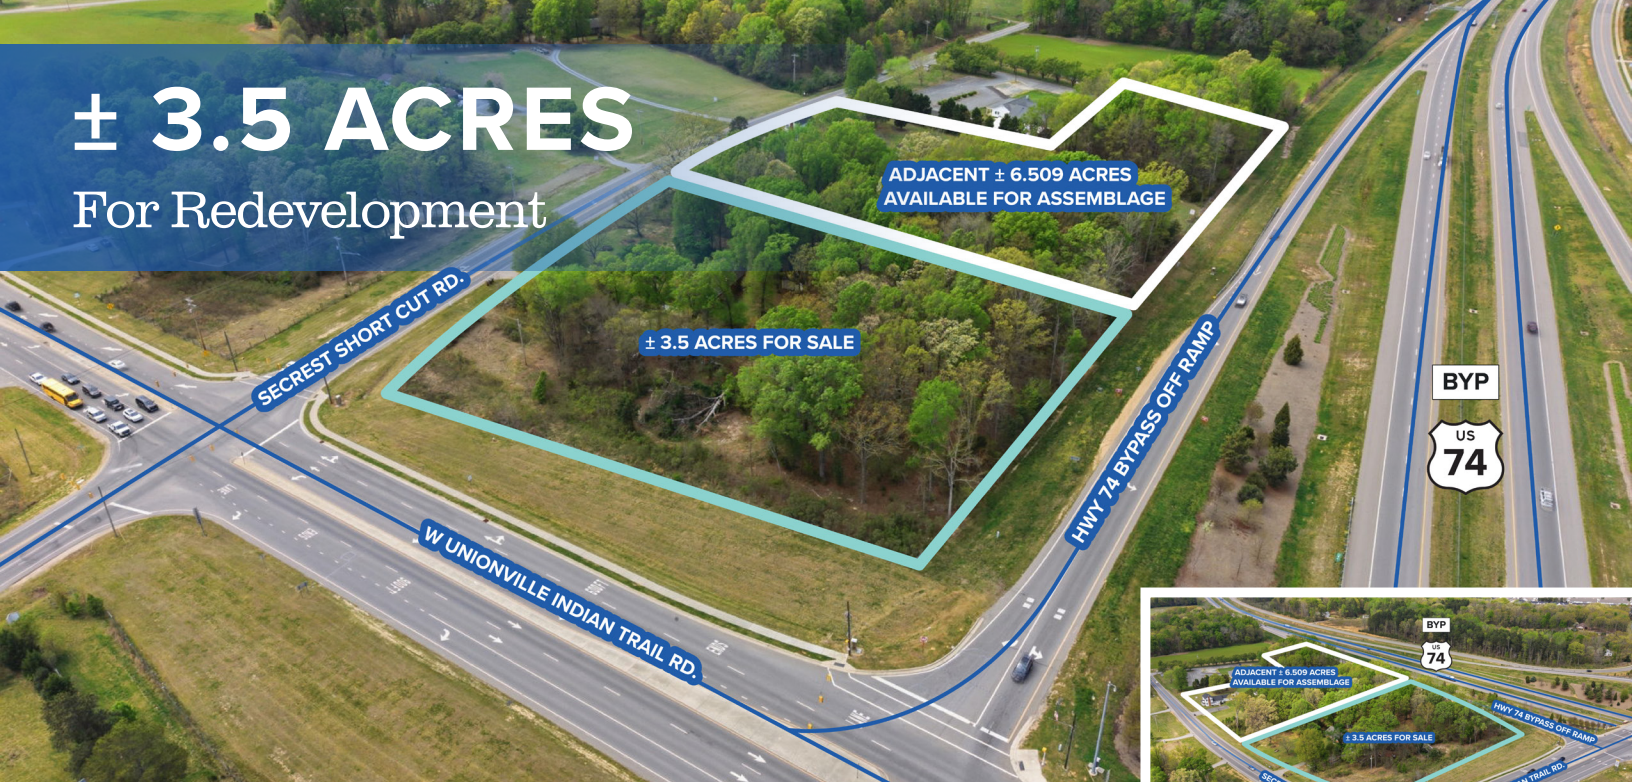 ± 3.5 ACRES
For Redevelopment
ADJACENT ± 6.509 ACRES
AVAILABLE FOR ASSEMBLAGE
± 3.5 ACRES FOR SALE
SECREST SHORT CUT RD.
W UNIONVILLE INDIAN TRAIL RD.
HWY 74 BYPASS OFF RAMP
BYP
US
74
BYP
US
74
ADJACENT ± 6.509 ACRES
AVAILABLE FOR ASSEMBLAGE
HWY 74 BYPASS OFF RAMP
± 3.5 ACRES FOR SALE
SEC
AN TRAIL RD.